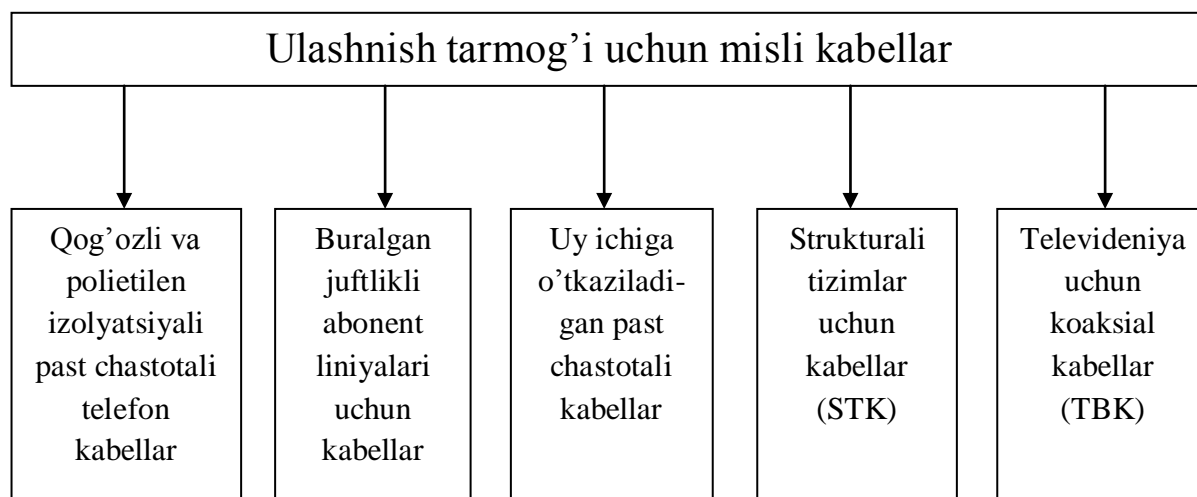 Ulashnish tarmog’i uchun misli kabellar
Qog’ozli va
polietilen
izolyatsiyali
past chastotali
telefon
kabellar
Buralgan
juftlikli
abonent
liniyalari
uchun
kabellar
Uy ichiga
o’tkaziladi-
gan past
chastotali
kabellar
Strukturali
tizimlar
uchun
kabellar
(STK)
Televideniya
uchun
koaksial
kabellar
(TBK)